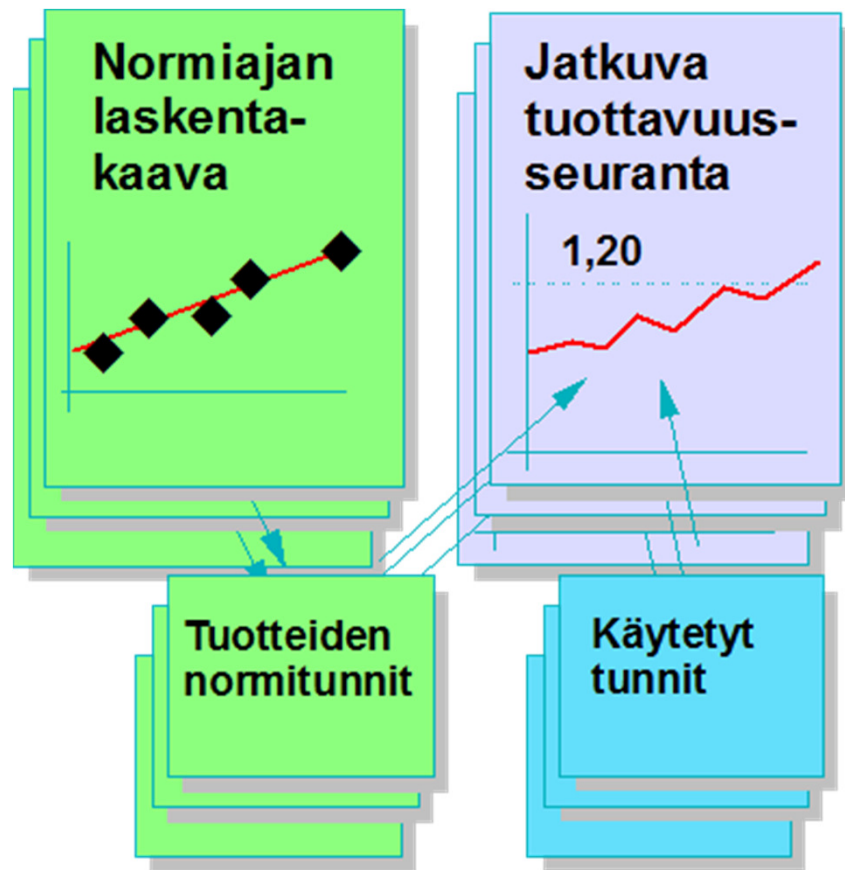 Normiajan
laskenta-
kaava
Jatkuva
tuottavuus-
seuranta
1,20
Tuotteiden
normitunnit
Käytetyt
tunnit